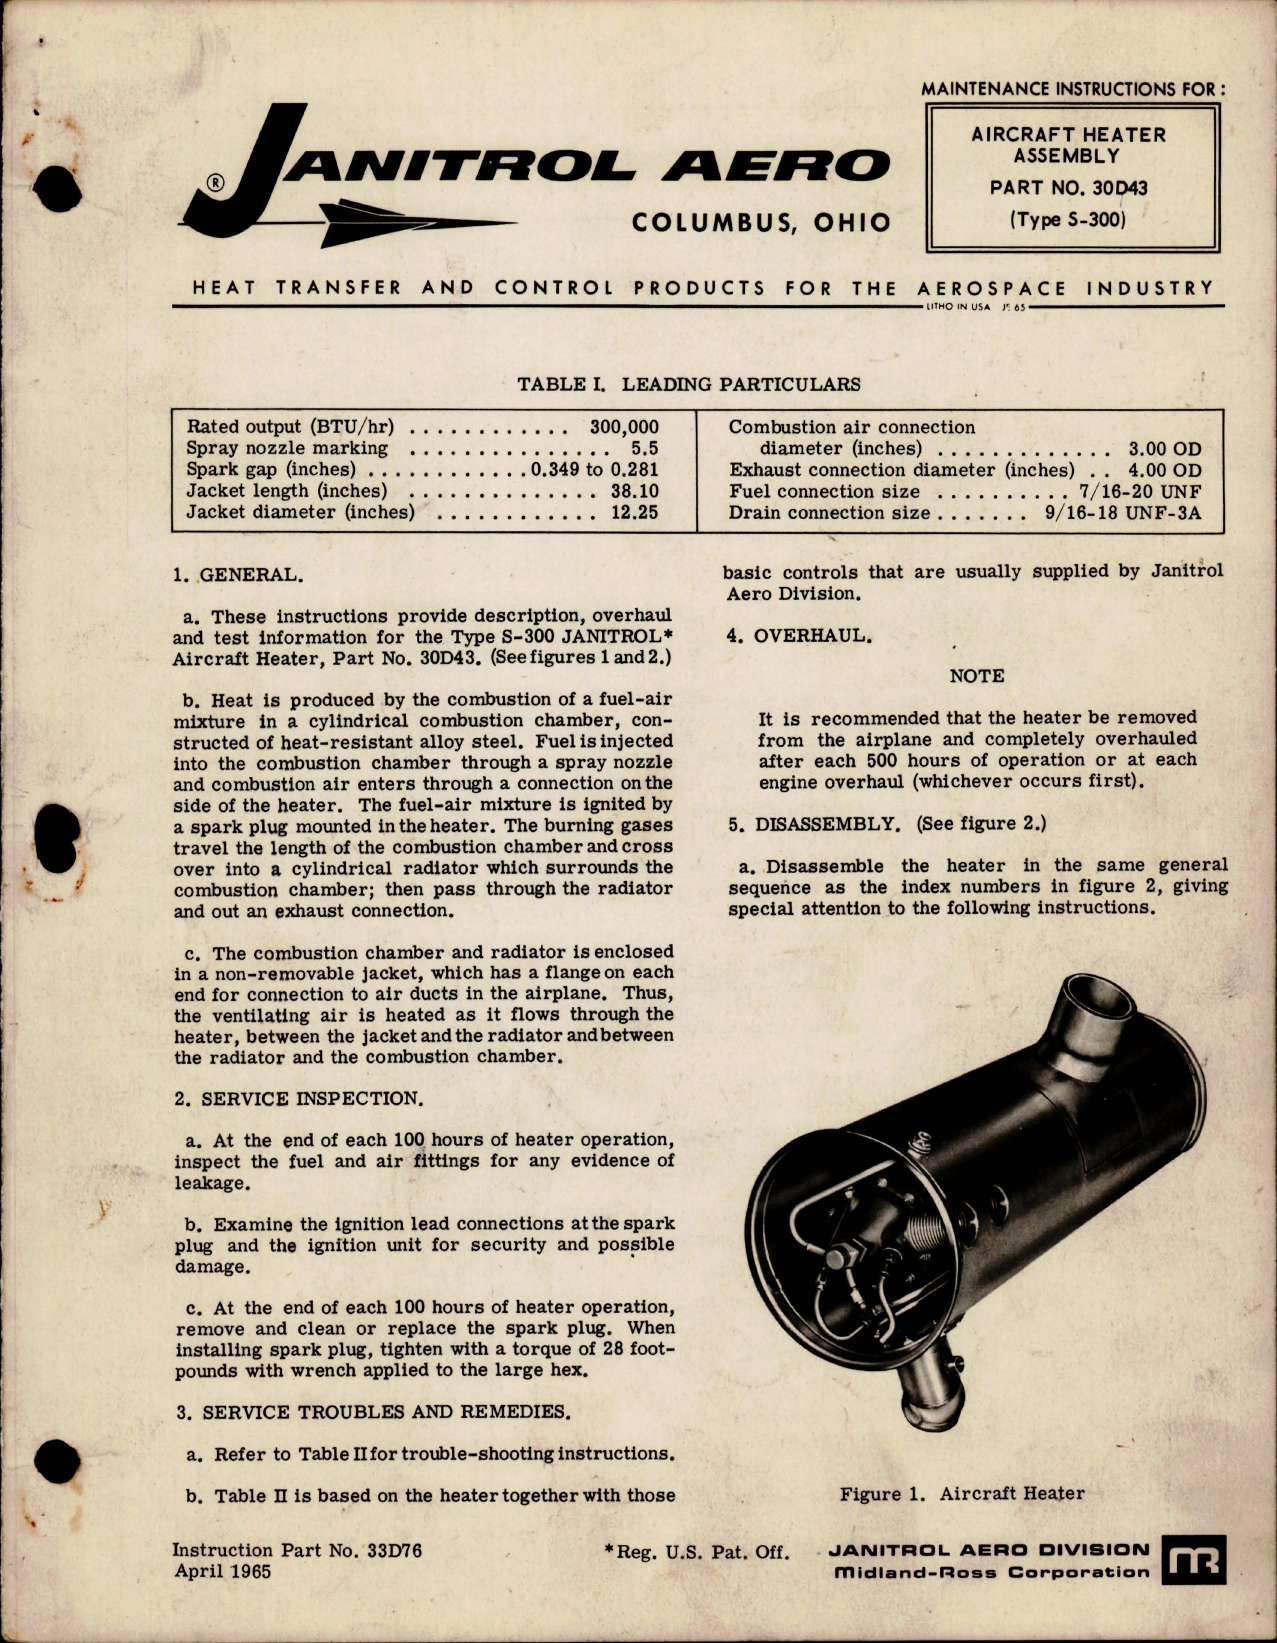 MAINTENANCE INSTRUCTIONS FOR:
AIRCRAFT HEATER
ASSEMBLY
PART NO. 30D43
(Type S-300)
JANITROL AERO
®
COLUMBUS, OHIO
HEAT TRANSFER AND CONTROL PRODUCTS FOR THE AEROSPACE INDUSTRY
LITHO IN USA 65
TABLE I. LEADING PARTICULARS
Rated output (BTU/hr) . . . . . . . . . . . . 300,000
Spray nozzle marking . . . . . . . . . . . . . . . 5.5
Spark gap (inches) . . . . . . . . . . . . 0.349 to 0.281
Jacket length (inches) . . . . . . . . . . . . . . 38.10
Jacket diameter (inches) . . . . . . . . . . . . 12.25
Combustion air connection
diameter (inches) . . . . . . . . . . . . . 3.00 OD
Exhaust connection diameter (inches) . . 4.00 OD
Fuel connection size . . . . . . . . . . 7/16-20 UNF
Drain connection size . . . . . . . 9/16-18 UNF-3A
1. GENERAL.
a. These instructions provide description, overhaul
and test information for the Type S-300 JANITROL*
Aircraft Heater, Part No. 30D43. (See figures 1 and 2.)
b. Heat is produced by the combustion of a fuel-air
mixture in a cylindrical combustion chamber, con-
structed of heat-resistant alloy steel. Fuel is injected
into the combustion chamber through a spray nozzle
and combustion air enters through a connection on the
side of the heater. The fuel-air mixture is ignited by
a spark plug mounted in the heater. The burning gases
travel the length of the combustion chamber and cross
over into a cylindrical radiator which surrounds the
combustion chamber; then pass through the radiator
and out an exhaust connection.
c. The combustion chamber and radiator is enclosed
in a non-removable jacket, which has a flange on each
end for connection to air ducts in the airplane. Thus,
the ventilating air is heated as it flows through the
heater, between the jacket and the radiator and between
the radiator and the combustion chamber.
2. SERVICE INSPECTION.
a. At the end of each 100 hours of heater operation,
inspect the fuel and air fittings for any evidence of
leakage.
b. Examine the ignition lead connections at the spark
plug and the ignition unit for security and possible
damage.
c. At the end of each 100 hours of heater operation,
remove and clean or replace the spark plug. When
installing spark plug, tighten with a torque of 28 foot-
pounds with wrench applied to the large hex.
3. SERVICE TROUBLES AND REMEDIES.
a. Refer to Table II for trouble-shooting instructions.
b. Table II is based on the heater together with those
basic controls that are usually supplied by Janitrol
Aero Division.
4. OVERHAUL.
NOTE
It is recommended that the heater be removed
from the airplane and completely overhauled
after each 500 hours of operation or at each
engine overhaul (whichever occurs first).
5. DISASSEMBLY. (See figure 2.)
a. Disassemble the heater in the same general
sequence as the index numbers in figure 2, giving
special attention to the following instructions.
Figure 1. Aircraft Heater
Instruction Part No. 33D76
April 1965
*Reg. U.S. Pat. Off.
JANITROL AERO DIVISION
Midland-Ross Corporation